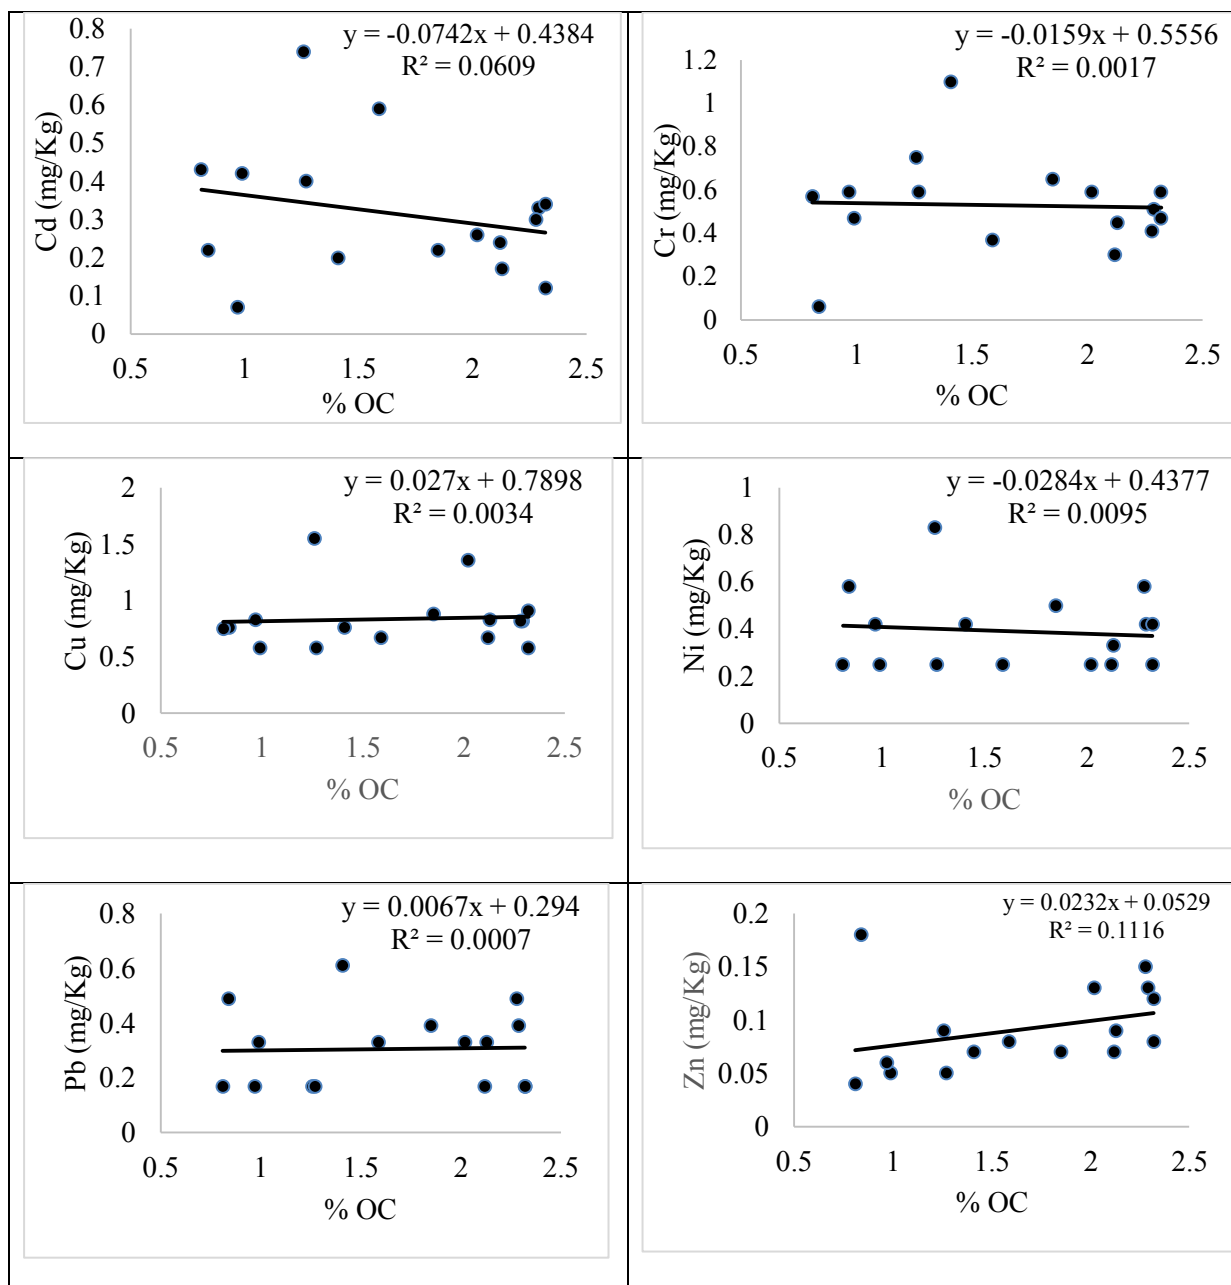 y = -0.0742x + 0.4384
R² = 0.0609
Cd (mg/Kg)
0.8
0.7
0.6
0.5
0.4
0.3
0.2
0.1
0
0.5 1 1.5 2 2.5
% OC
y = -0.0159x + 0.5556
R² = 0.0017
Cr (mg/Kg)
1.2
1
0.8
0.6
0.4
0.2
0
0.5 1 1.5 2 2.5
% OC
y = 0.027x + 0.7898
R² = 0.0034
Cu (mg/Kg)
2
1.5
1
0.5
0
0.5 1 1.5 2 2.5
% OC
y = -0.0284x + 0.4377
R² = 0.0095
Ni (mg/Kg)
1
0.8
0.6
0.4
0.2
0
0.5 1 1.5 2 2.5
% OC
y = 0.0067x + 0.294
R² = 0.0007
Pb (mg/Kg)
0.8
0.6
0.4
0.2
0
0.5 1 1.5 2 2.5
% OC
y = 0.0232x + 0.0529
R² = 0.1116
Zn (mg/Kg)
0.2
0.15
0.1
0.05
0
0.5 1 1.5 2 2.5
% OC